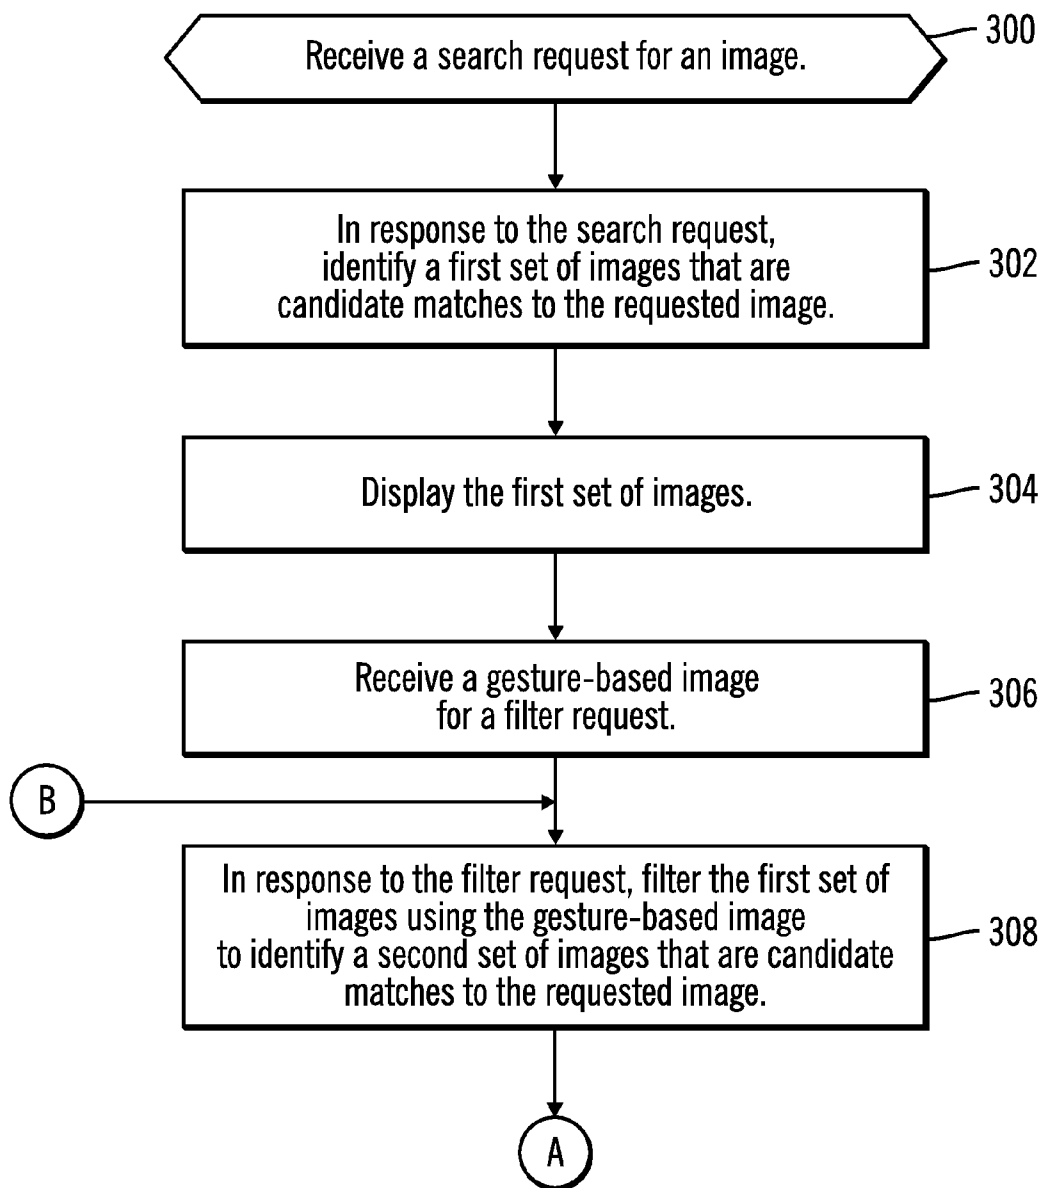 Receive a search request for an image.
300
In response to the search request,
identify a first set of images that are
candidate matches to the requested image.
302
Display the first set of images.
304
Receive a gesture-based image
for a filter request.
306
B
In response to the filter request, filter the first set of
images using the gesture-based image
to identify a second set of images that are candidate
matches to the requested image.
308
A